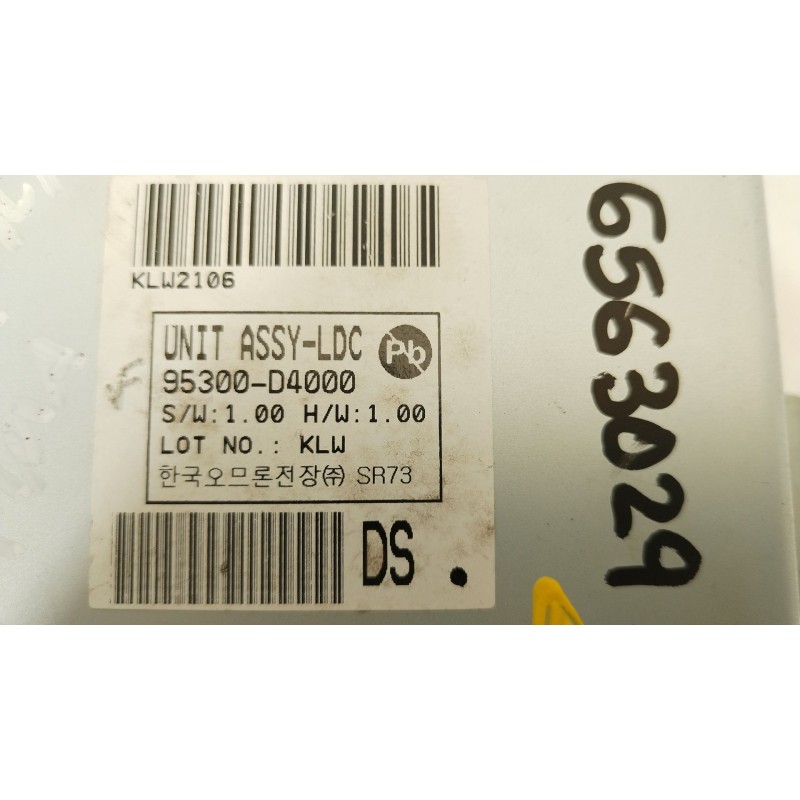 KLW2106
UNIT ASSY-LDC Pb
95300-D4000
S/W:1.00 H/W:1.00
LOT NO.: KLW
한국오므론전장㈜ SR73
DS .
6563029